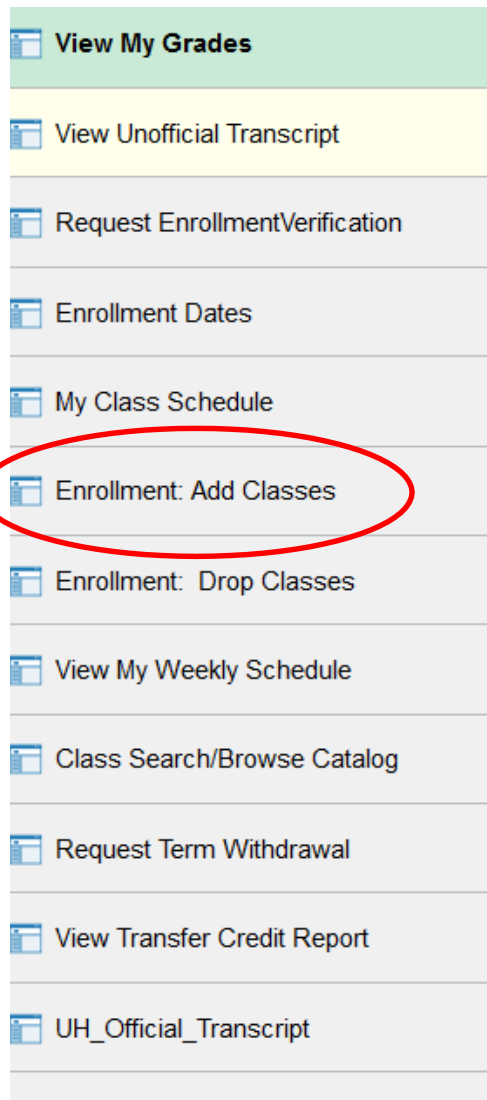 View My Grades
View Unofficial Transcript
Request EnrollmentVerification
Enrollment Dates
My Class Schedule
Enrollment: Add Classes
Enrollment:  Drop Classes
View My Weekly Schedule
Class Search/Browse Catalog
Request Term Withdrawal
View Transfer Credit Report
UH_Official_Transcript